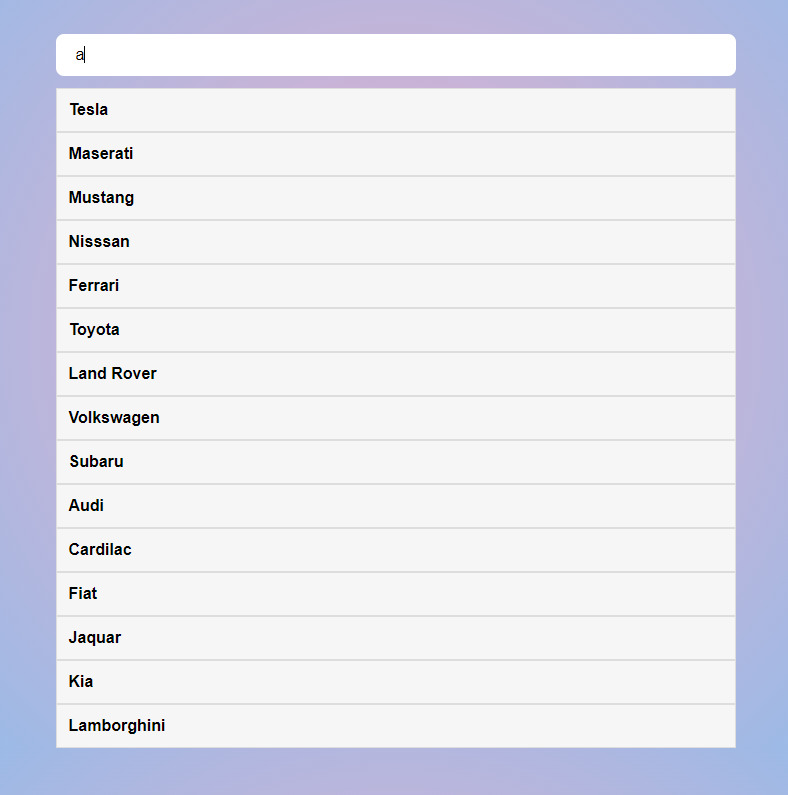 a
Tesla
Maserati
Mustang
Nisssan
Ferrari
Toyota
Land Rover
Volkswagen
Subaru
Audi
Cardilac
Fiat
Jaquar
Kia
Lamborghini